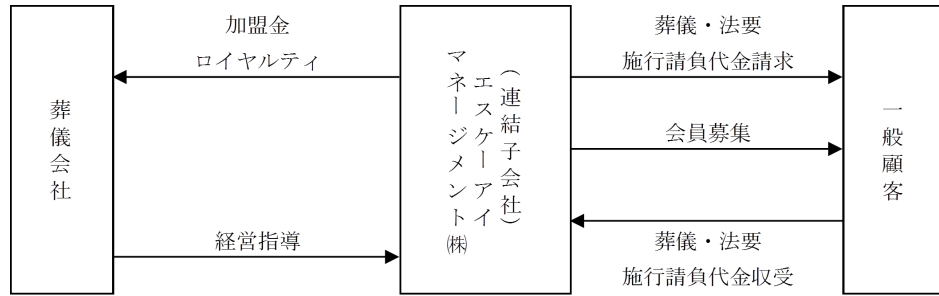 葬儀会社
加盟金
ロイヤルティ
経営指導
(連結子会社)
エスケーアイ
マネージメント㈱
葬儀・法要
施行請負代金請求
会員募集
葬儀・法要
施行請負代金収受
一般顧客